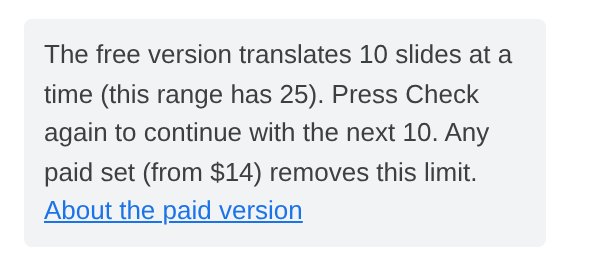 The free version translates 10 slides at a
time (this range has 25). Press Check
again to continue with the next 10. Any
paid set (from $14) removes this limit.
About the paid version